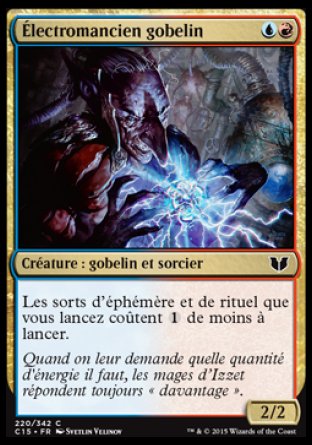 Électromancien gobelin
Créature : gobelin et sorcier
Les sorts d'éphémère et de rituel que
vous lancez coûtent 1 de moins à
lancer.
Quand on leur demande quelle quantité
d'énergie il faut, les mages d'Izzet
répondent toujours « davantage ».
2/2
220/342 C
C15 • FR Svetlin Velinov
™ & © 2015 Wizards of the Coast